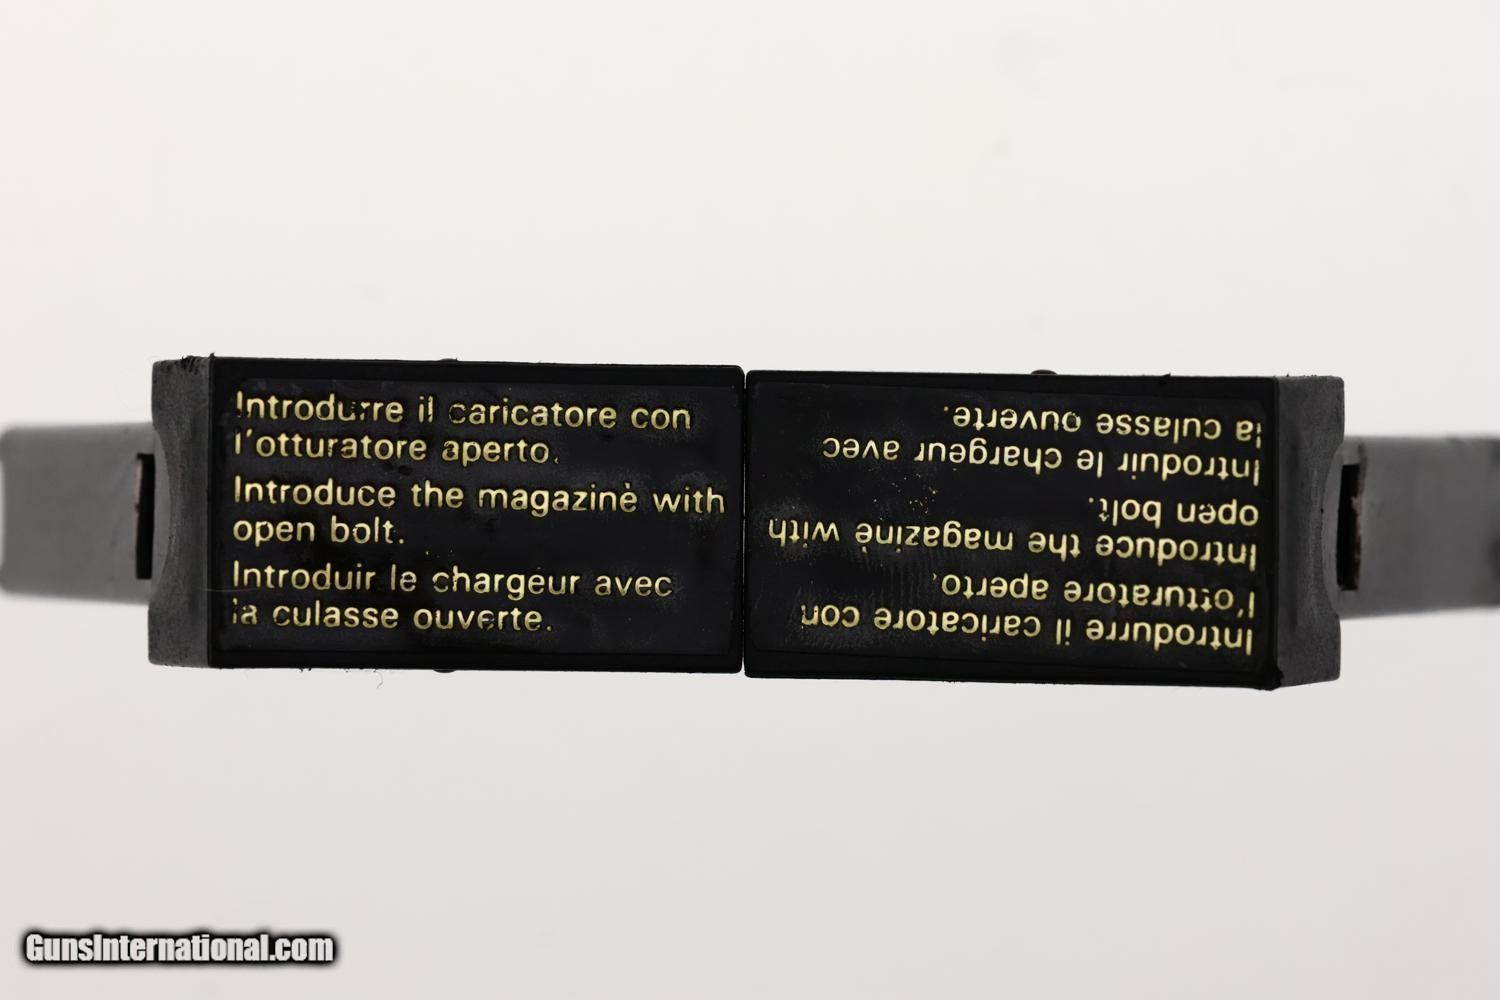 Introdurre il caricatore con
l'otturatore aperto.
Introduce the magazinè with
open bolt.
Introduir le chargeur avec
la culasse ouverte.
Introdurre il caricatore con
l'otturatore aperto.
Introduce the magazinè with
open bolt.
Introduir le chargeur avec
la culasse ouverte.
GunsInternational.com